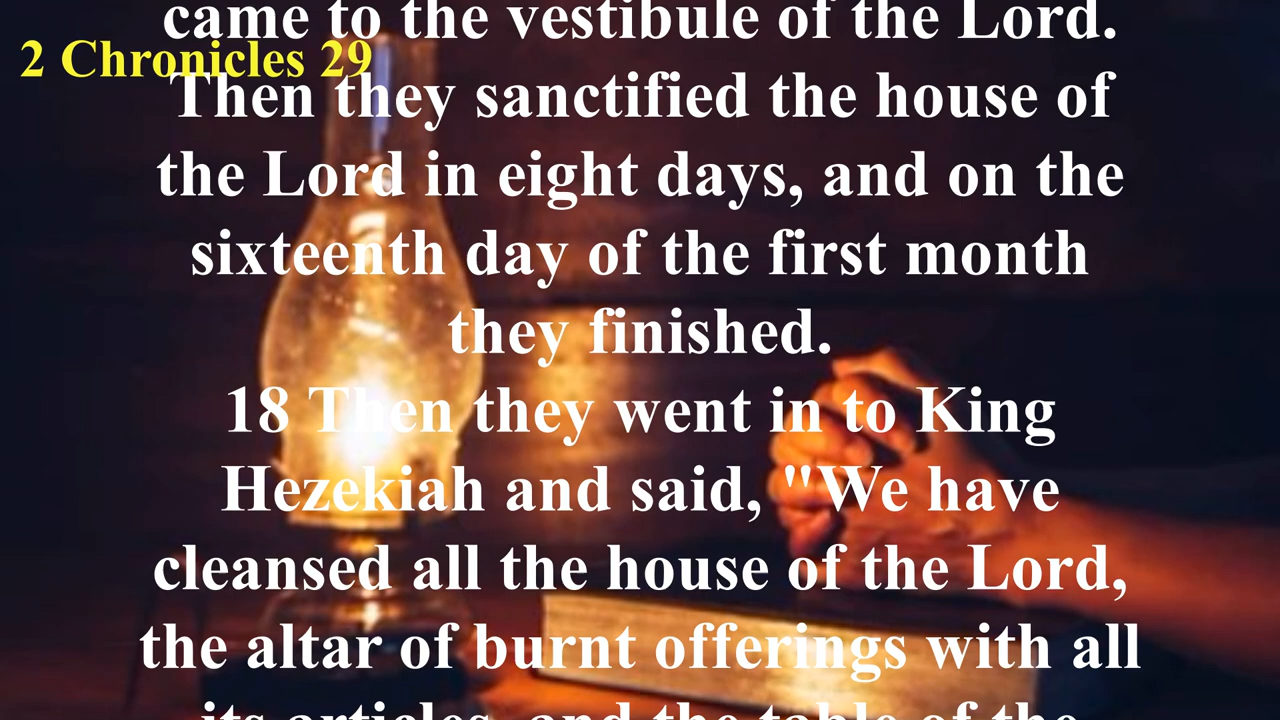 came to the vestibule of the Lord.
2 Chronicles 29
Then they sanctified the house of
the Lord in eight days, and on the
sixteenth day of the first month
they finished.
18 Then they went in to King
Hezekiah and said, "We have
cleansed all the house of the Lord,
the altar of burnt offerings with all
its articles, and the table of the